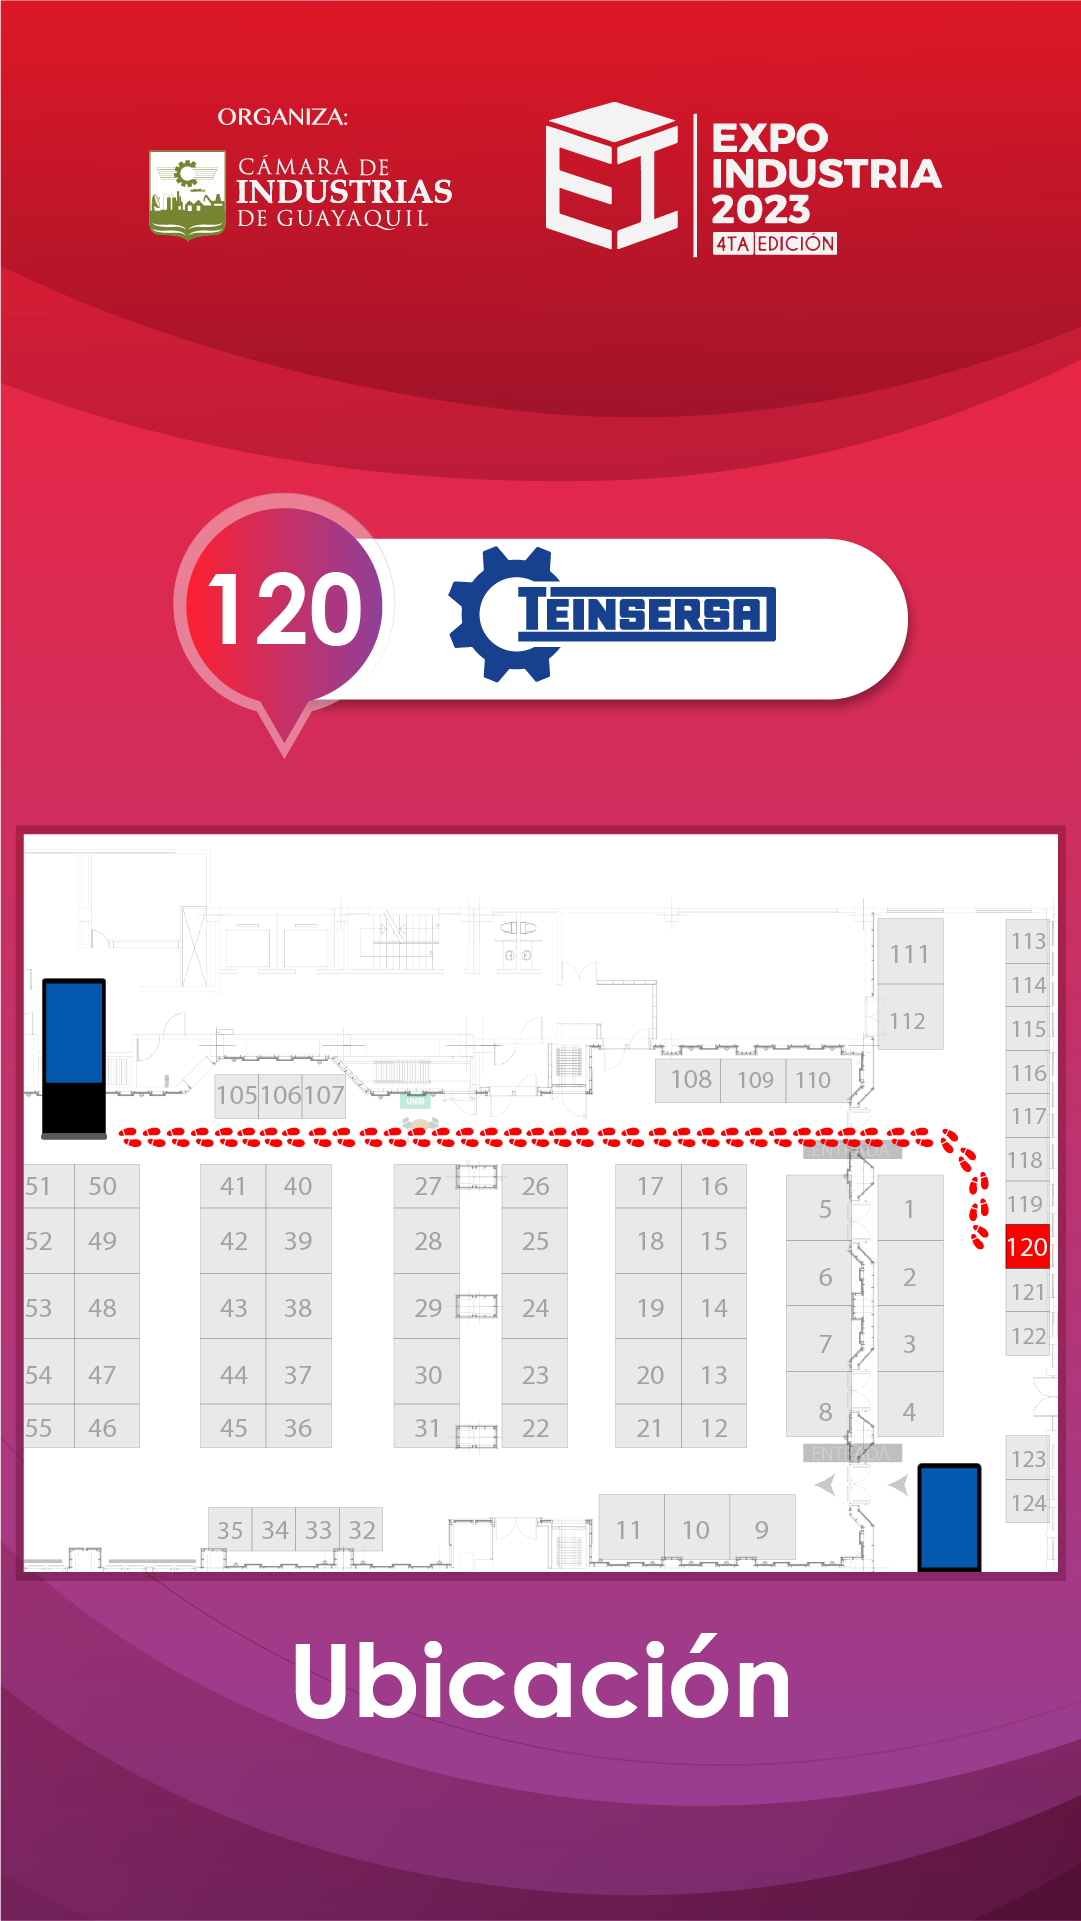 ORGANIZA:
CÁMARA DE
INDUSTRIAS
DE GUAYAQUIL
EXPO
INDUSTRIA
2023
4TA EDICIÓN
120
TEINSERSA
111
113
114
112
115
116
108 109 110
105 106 107
UNIR
117
ENTRADA
118
51 50 41 40 27 26 17 16
5 1
119
52 49 42 39 28 25 18 15
120
6 2
121
53 48 43 38 29 24 19 14
7 3
122
54 47 44 37 30 23 20 13
8 4
55 46 45 36 31 22 21 12
ENTRADA
123
124
35 34 33 32
11 10 9
Ubicación